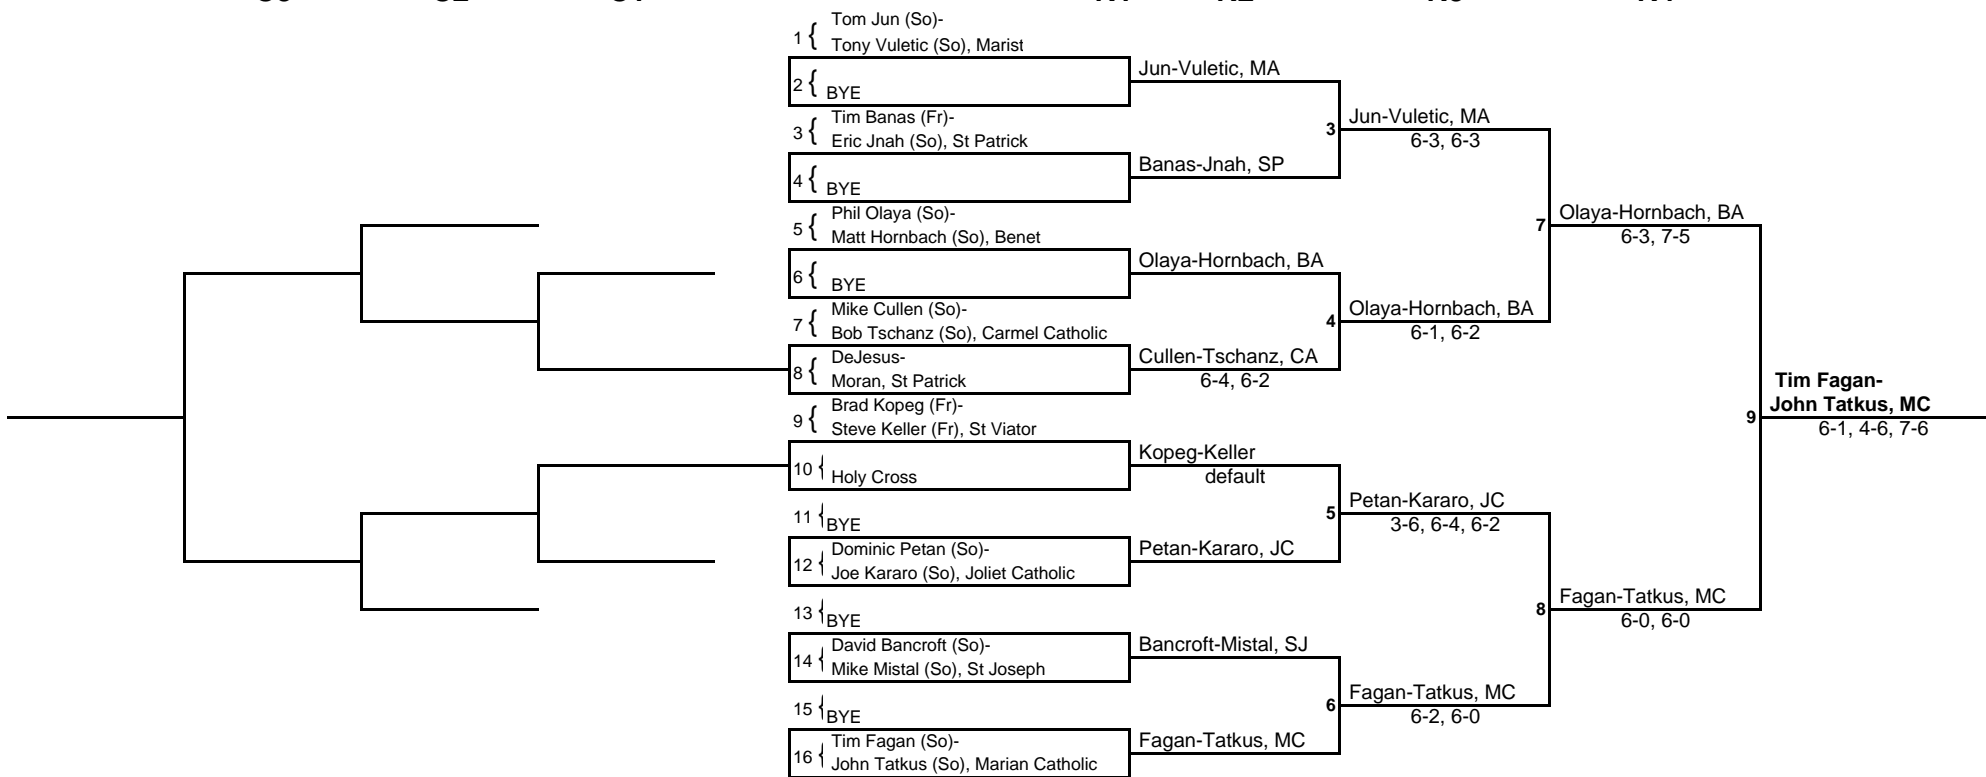 1 { Tom Jun (So)-
Tony Vuletic (So), Marist
2 { BYE
Jun-Vuletic, MA
3 { Tim Banas (Fr)-
Eric Jnah (So), St Patrick
3 Jun-Vuletic, MA
6-3, 6-3
4 { BYE
Banas-Jnah, SP
5 { Phil Olaya (So)-
Matt Hornbach (So), Benet
7 Olaya-Hornbach, BA
6-3, 7-5
6 { BYE
Olaya-Hornbach, BA
7 { Mike Cullen (So)-
Bob Tschanz (So), Carmel Catholic
4 Olaya-Hornbach, BA
6-1, 6-2
8 { DeJesus-
Moran, St Patrick
Cullen-Tschanz, CA
6-4, 6-2
9 { Brad Kopeg (Fr)-
Steve Keller (Fr), St Viator
9 Tim Fagan-
John Tatkus, MC
6-1, 4-6, 7-6
10 { Holy Cross
Kopeg-Keller
default
11 { BYE
5 Petan-Kararo, JC
3-6, 6-4, 6-2
12 { Dominic Petan (So)-
Joe Kararo (So), Joliet Catholic
Petan-Kararo, JC
13 { BYE
8 Fagan-Tatkus, MC
6-0, 6-0
14 { David Bancroft (So)-
Mike Mistal (So), St Joseph
Bancroft-Mistal, SJ
15 { BYE
6 Fagan-Tatkus, MC
6-2, 6-0
16 { Tim Fagan (So)-
John Tatkus (So), Marian Catholic
Fagan-Tatkus, MC